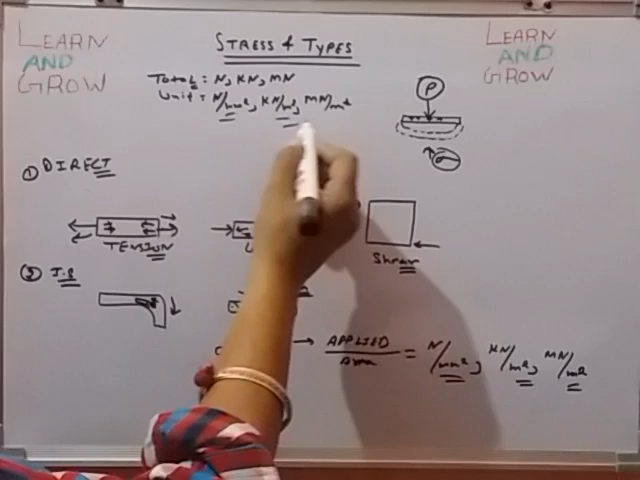 LEARN
AND
GROW
STRESS & TYPES
LEARN
AND
GROW
Total : N, KN, MN
Unit = N/mm², KN/m², MN/m²
P
① DIRECT
TENSION
Shear
② I.S
→ APPLIED
Area
= N/mm², KN/m², MN/m²